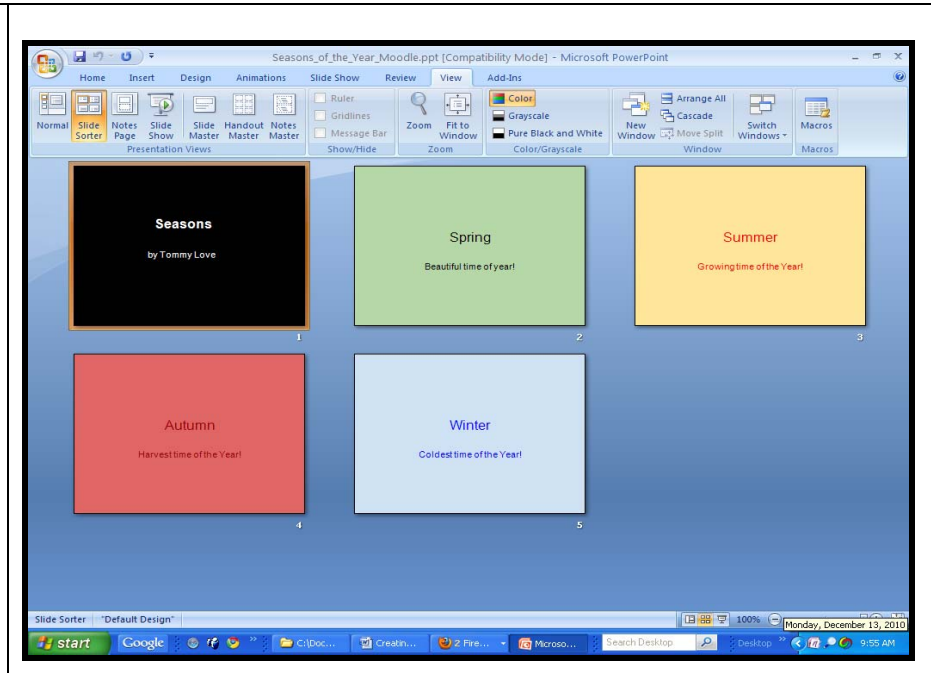 Seasons_of_the_Year_Moodle.ppt [Compatibility Mode] - Microsoft PowerPoint
Home Insert Design Animations Slide Show Review View Add-Ins
Normal Slide Sorter Notes Page Slide Show Slide Master Handout Master Notes Master
Presentation Views
Ruler
Gridlines
Message Bar
Show/Hide
Zoom Fit to Window
Zoom
Color
Grayscale
Pure Black and White
Color/Grayscale
New Window
Arrange All
Cascade
Move Split
Switch Windows
Window
Macros
Macros
Seasons
by Tommy Love
1
Spring
Beautiful time of year!
2
Summer
Growing time of the Year!
3
Autumn
Harvest time of the Year!
4
Winter
Coldest time of the Year!
5
Slide Sorter "Default Design" 100%
Monday, December 13, 2010
start Google C:\Doc... Creatin... 2 Fire... Microso... Search Desktop Desktop 9:55 AM